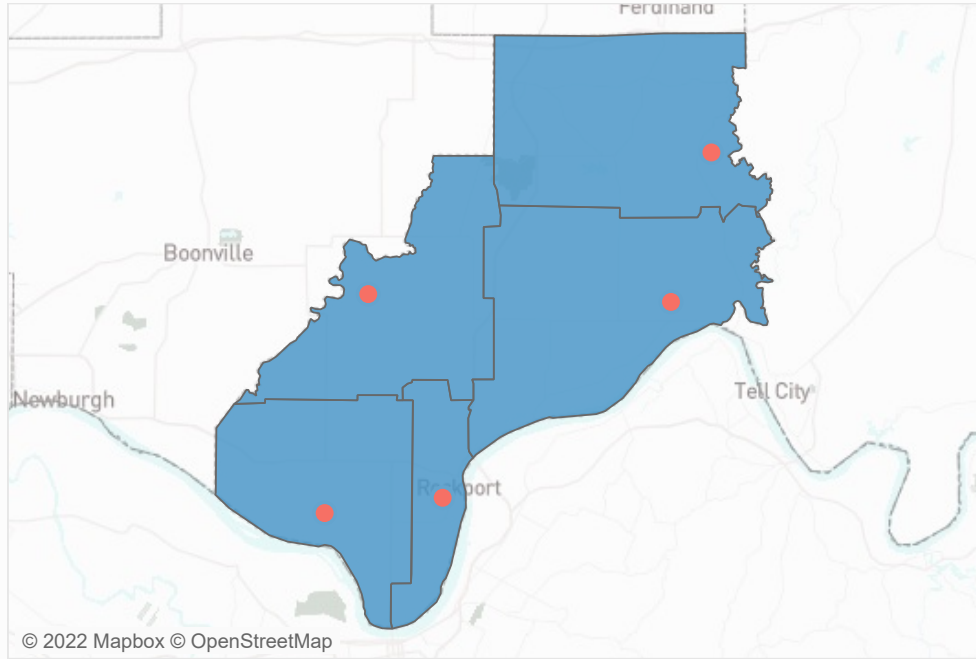 Ferdinand
Boonville
Newburgh
Tell City
Rockport
© 2022 Mapbox © OpenStreetMap